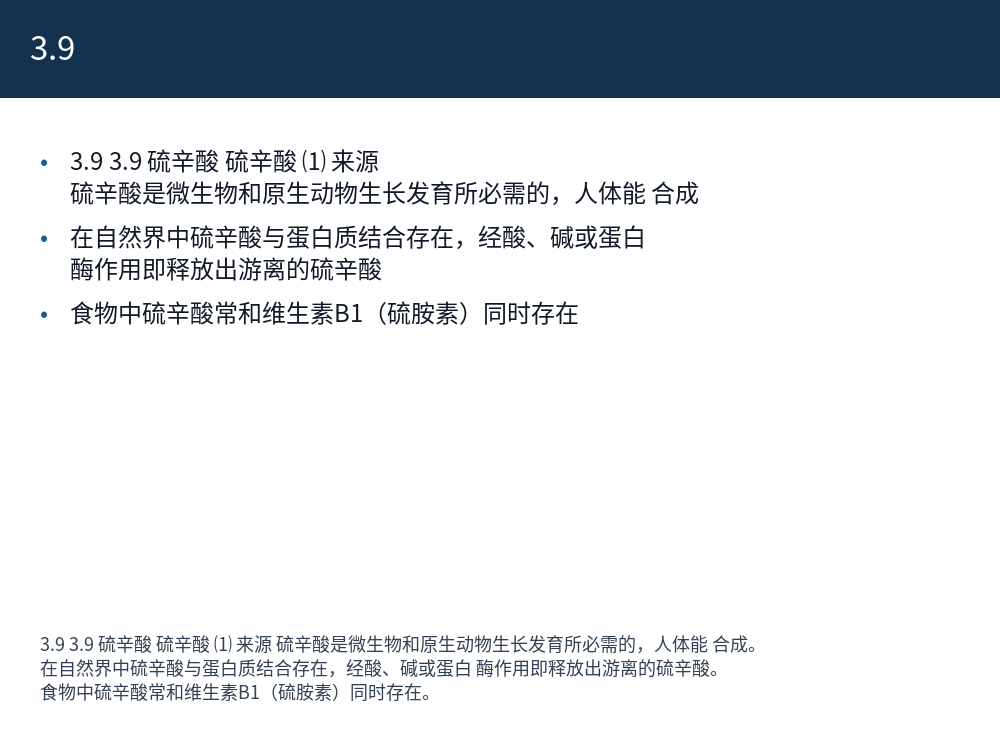 3.9
• 3.9 3.9 硫辛酸 硫辛酸 ⑴ 来源
硫辛酸是微生物和原生动物生长发育所必需的，人体能 合成
• 在自然界中硫辛酸与蛋白质结合存在，经酸、碱或蛋白
酶作用即释放出游离的硫辛酸
• 食物中硫辛酸常和维生素B1（硫胺素）同时存在
3.9 3.9 硫辛酸 硫辛酸 ⑴ 来源 硫辛酸是微生物和原生动物生长发育所必需的，人体能 合成。
在自然界中硫辛酸与蛋白质结合存在，经酸、碱或蛋白 酶作用即释放出游离的硫辛酸。
食物中硫辛酸常和维生素B1（硫胺素）同时存在。